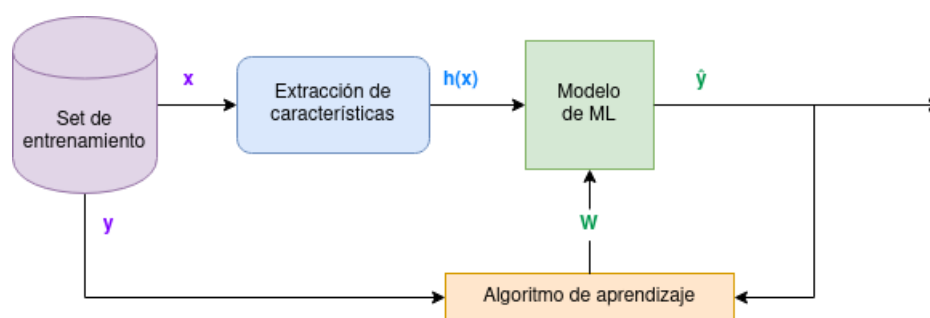 x
h(x)
ŷ
Set de
entrenamiento
Extracción de
características
Modelo
de ML
y
W
Algoritmo de aprendizaje